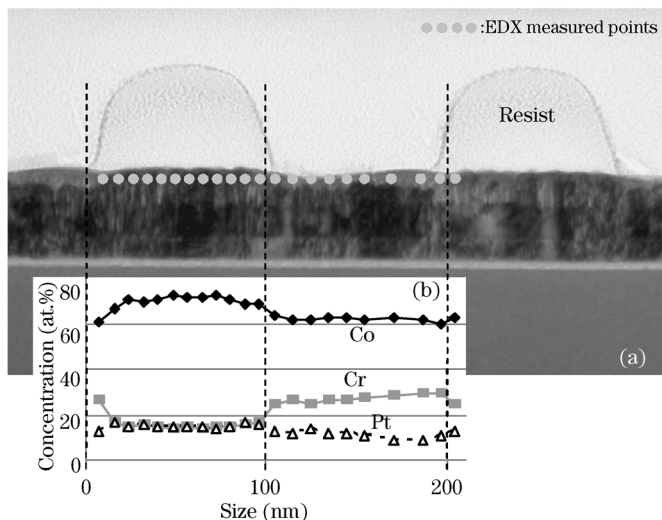 :EDX measured points
Resist
(a)
(b)
Concentration (at.%)
80
60
40
20
0
Co
Cr
Pt
0 100 200
Size (nm)